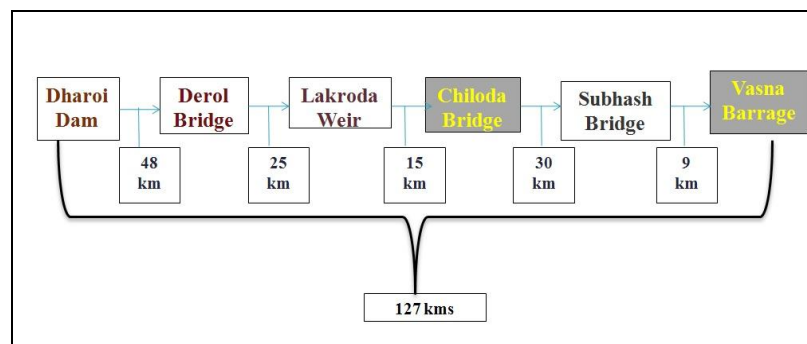 Dharoi
Dam
Derol
Bridge
Lakroda
Weir
Chiloda
Bridge
Subhash
Bridge
Vasna
Barrage
48
km
25
km
15
km
30
km
9
km
127 kms